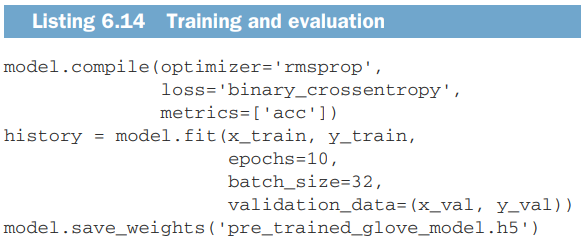 Listing 6.14 Training and evaluation
model.compile(optimizer='rmsprop',
              loss='binary_crossentropy',
              metrics=['acc'])
history = model.fit(x_train, y_train,
                    epochs=10,
                    batch_size=32,
                    validation_data=(x_val, y_val))
model.save_weights('pre_trained_glove_model.h5')